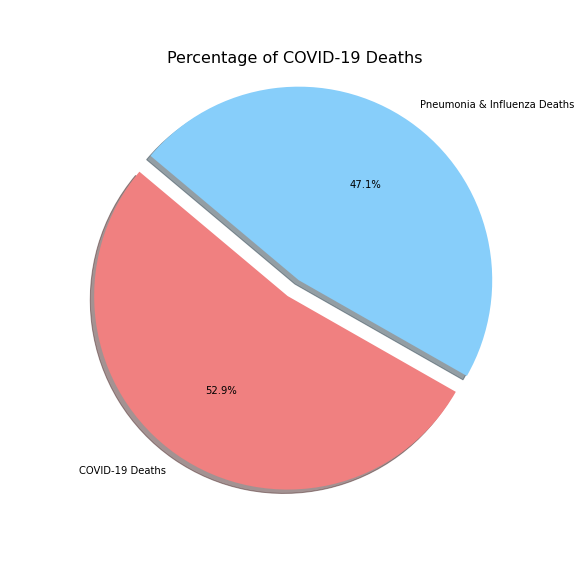 Percentage of COVID-19 Deaths
Pneumonia & Influenza Deaths
47.1%
52.9%
COVID-19 Deaths